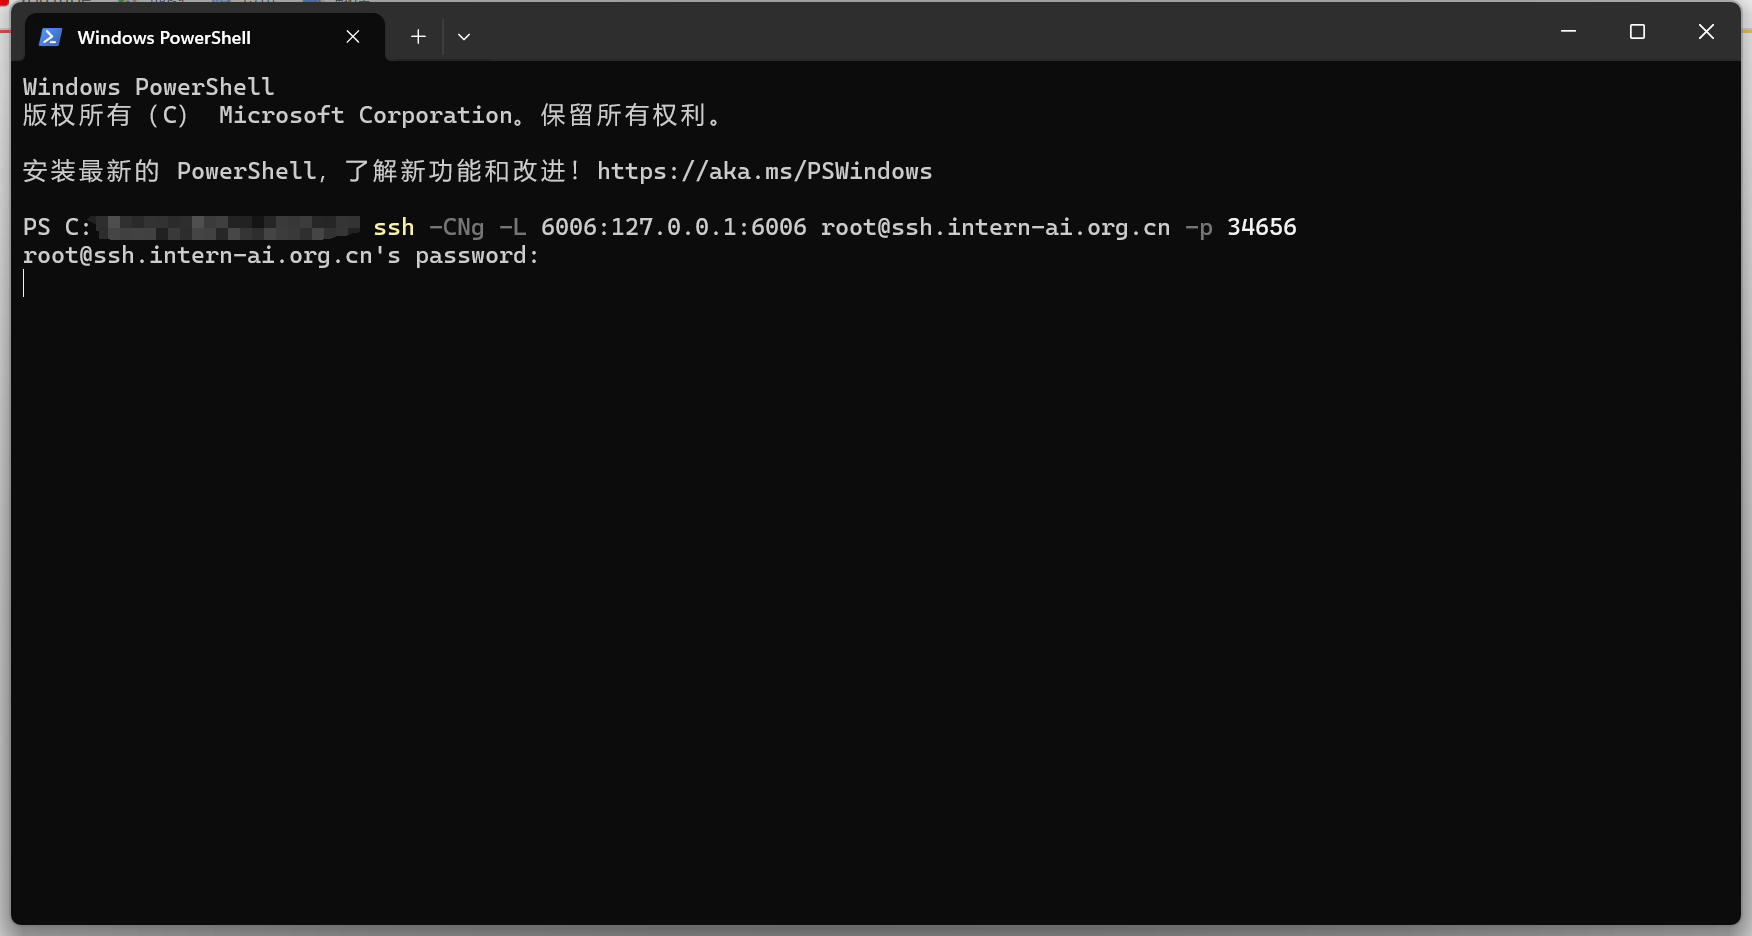 Windows PowerShell
Windows PowerShell
版权所有（C） Microsoft Corporation。保留所有权利。
安装最新的 PowerShell，了解新功能和改进！https://aka.ms/PSWindows
PS C: ssh -CNg -L 6006:127.0.0.1:6006 root@ssh.intern-ai.org.cn -p 34656
root@ssh.intern-ai.org.cn's password: